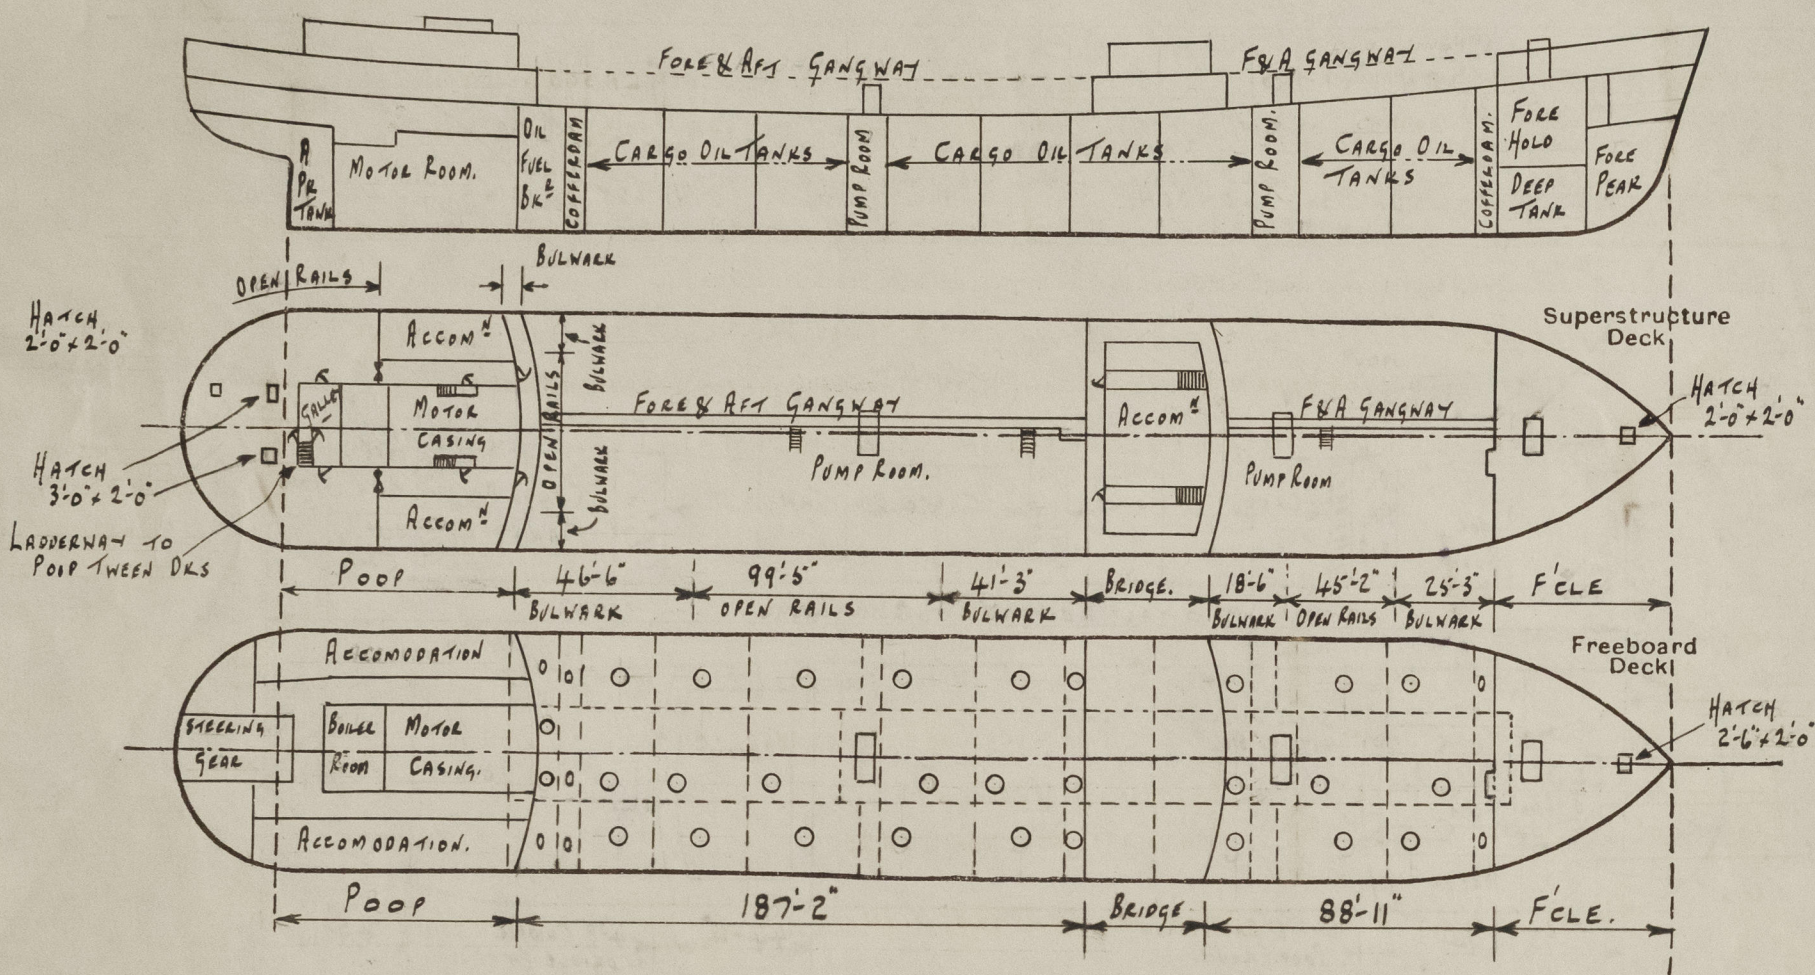 FORE & AFT GANGWAY
F&A GANGWAY
A
PK
TANK
MOTOR ROOM.
OIL
FUEL
BKR
COFFERDAM
CARGO OIL TANKS
PUMP ROOM
CARGO OIL TANKS
PUMP ROOM.
CARGO OIL
TANKS
COFFERDAM.
FORE
HOLD
DEEP
TANK
FORE
PEAK
BULWARK
OPEN RAILS
HATCH
2'-0" x 2'-0"
ACCOMN
BULWARK
Superstructure
Deck
GALLEY
MOTOR
CASING
OPEN RAILS
FORE & AFT GANGWAY
ACCOMN
F&A GANGWAY
HATCH
2'-0" x 2'-0"
HATCH
3'-0" x 2'-0"
BULWARK
PUMP ROOM.
PUMP ROOM
ACCOMN
LADDERWAY TO
POOP TWEEN DKS
POOP
46'-6"
BULWARK
99'-5"
OPEN RAILS
41'-3"
BULWARK
BRIDGE.
18'-6"
BULWARK
45'-2"
OPEN RAILS
25'-3"
BULWARK
F'CLE
ACCOMODATION
Freeboard
Deck
STEERING
GEAR
BOILER
ROOM
MOTOR
CASING.
HATCH
2'-6" x 2'-0"
ACCOMODATION.
POOP
187'-2"
BRIDGE
88'-11"
F'CLE.